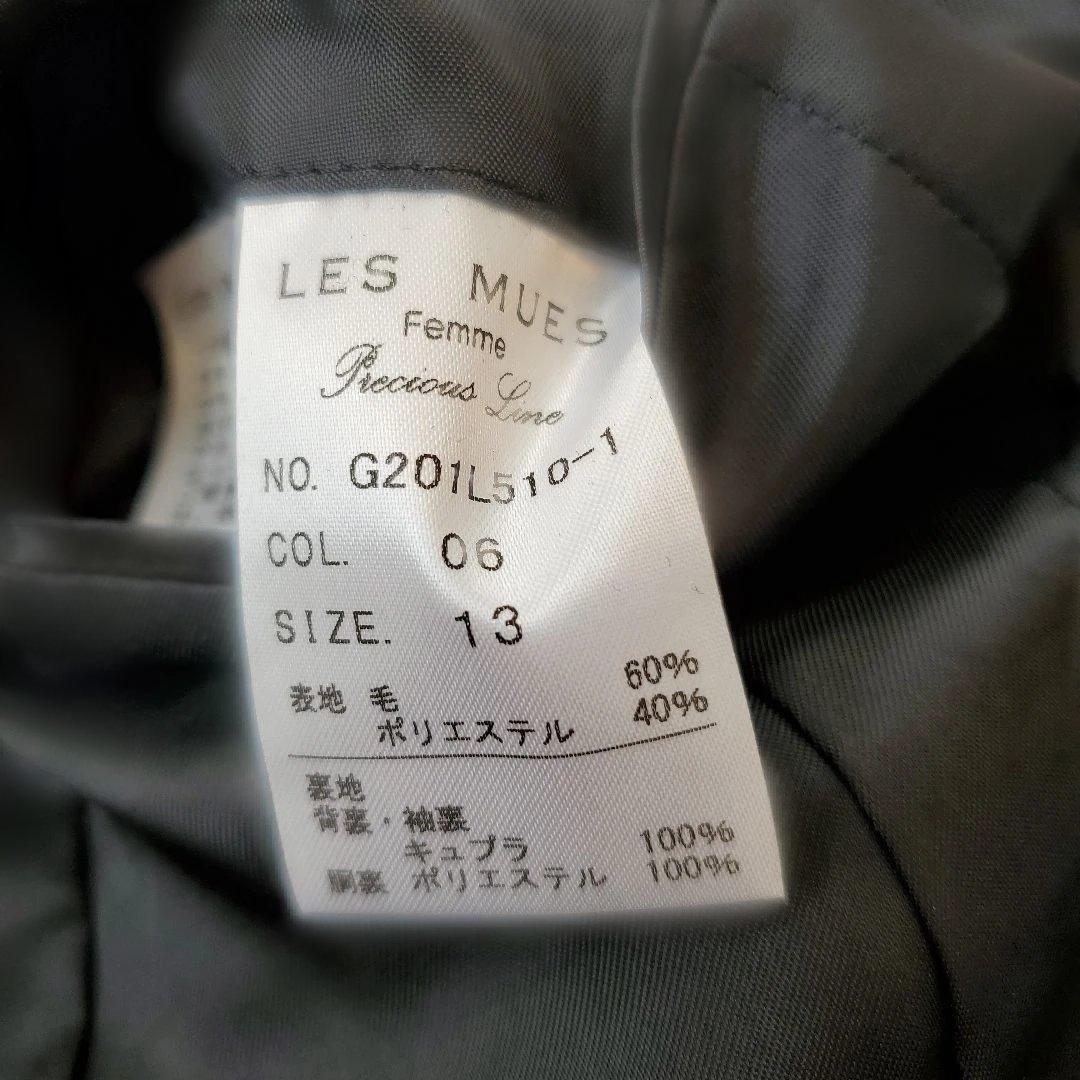 LES MUES
Femme
Precious Line
NO. G201L510-1
COL. 06
SIZE. 13
表地 毛 60%
ポリエステル 40%
裏地
背裏・袖裏
キュプラ 100%
胴裏 ポリエステル 100%